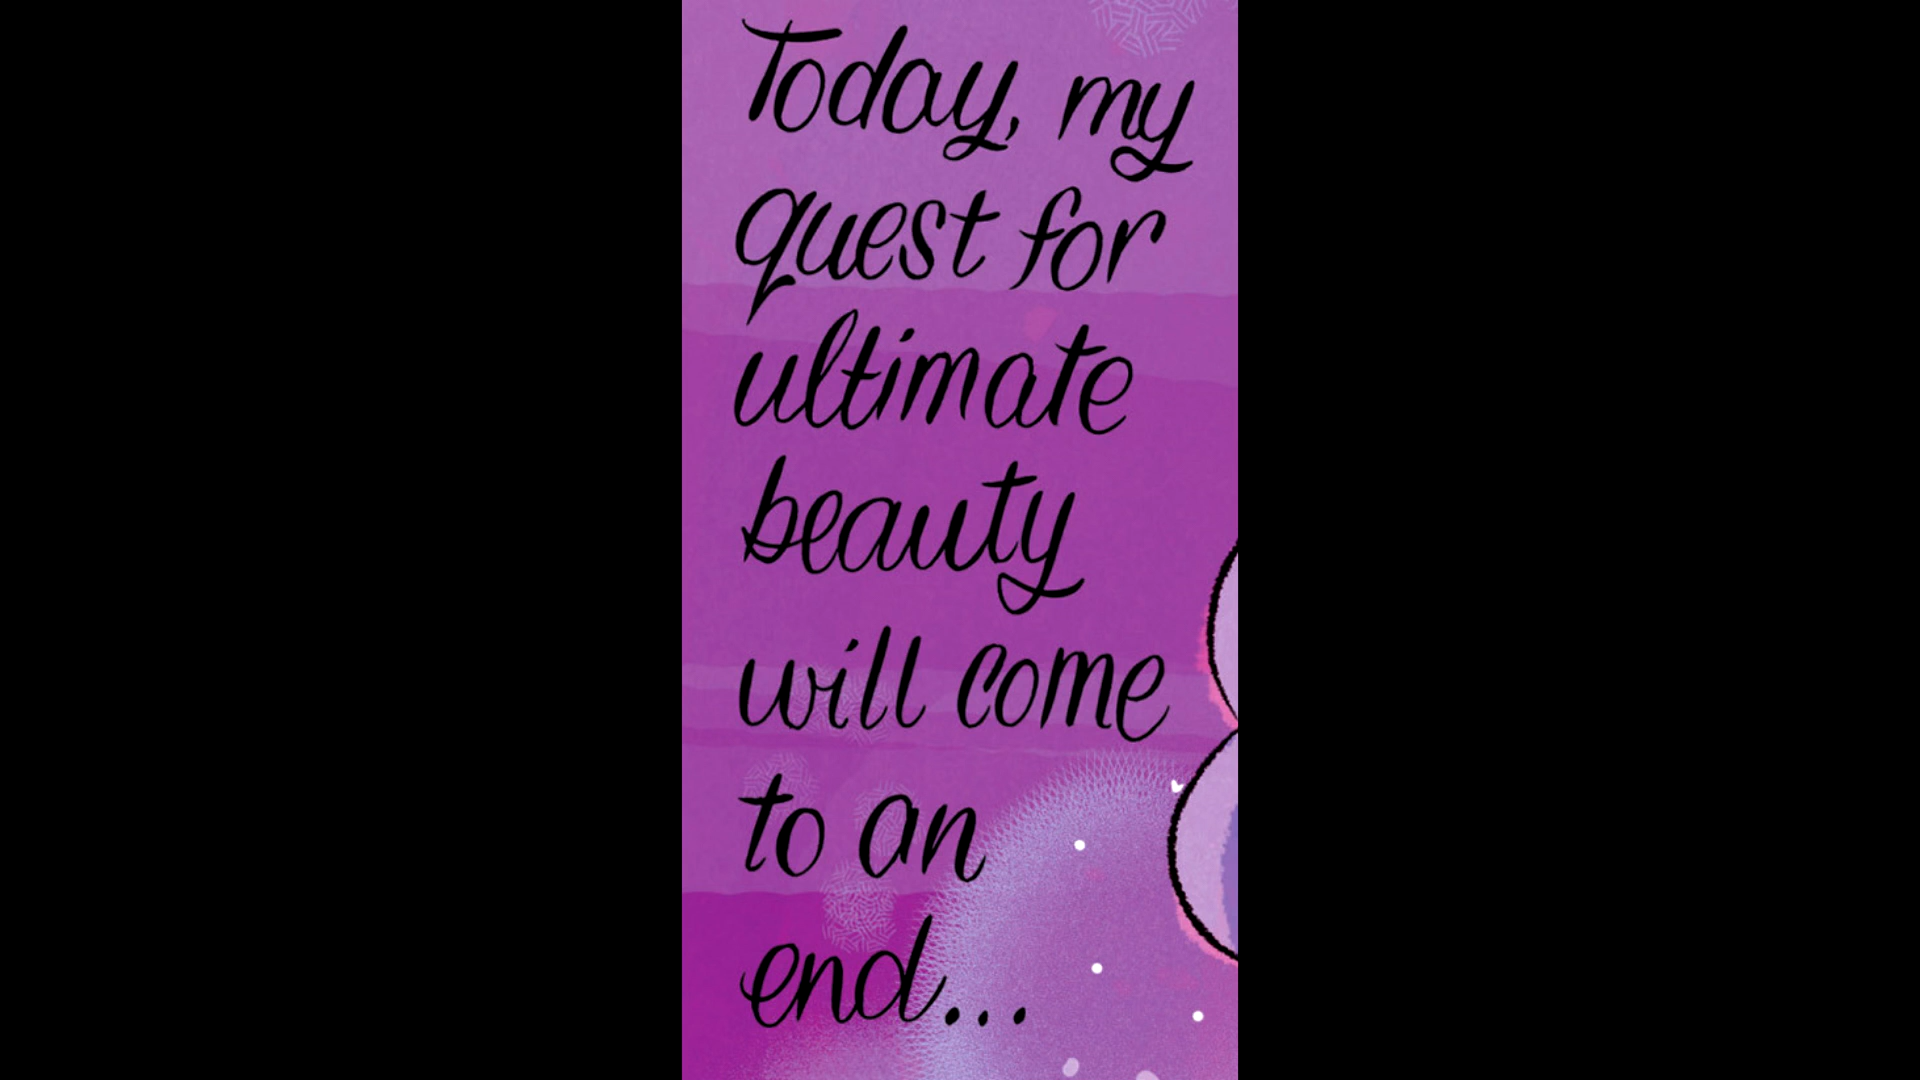 Today, my
quest for
ultimate
beauty
will come
to an
end...